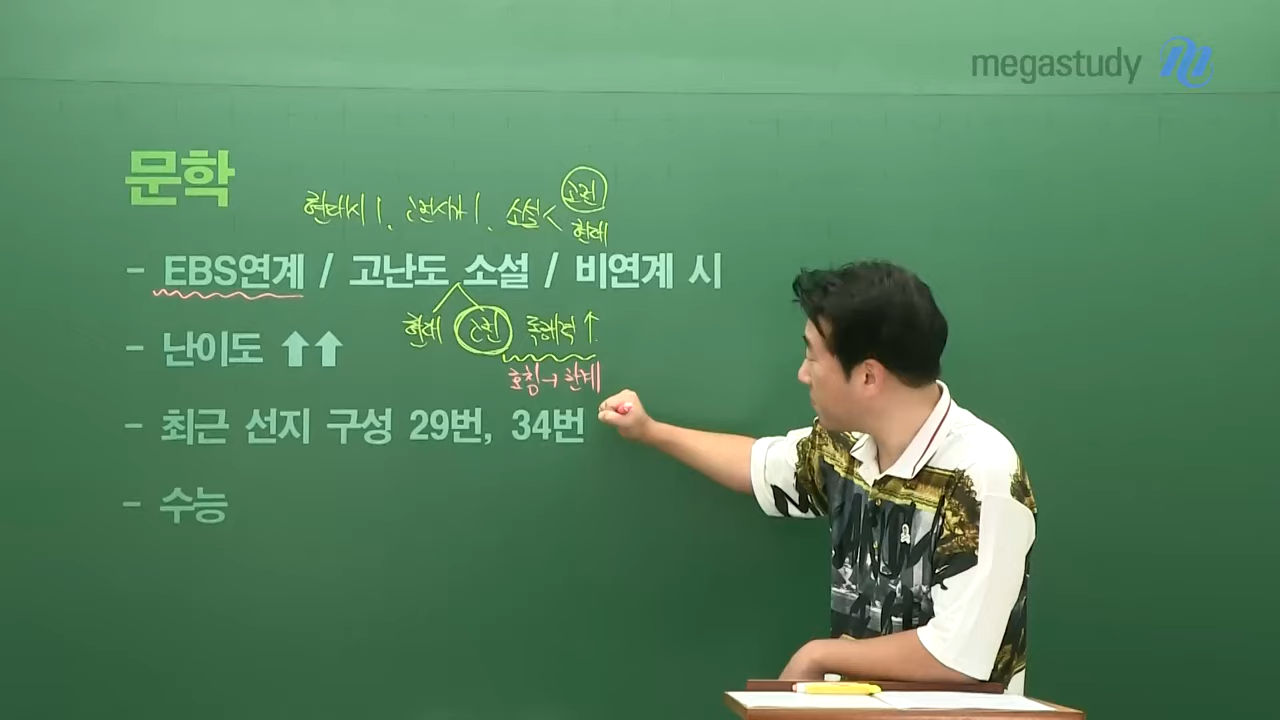 megastudy
문학
현대시 1, 고전시가 1, 소설 < 고전
현대
- EBS연계 / 고난도 소설 / 비연계 시
현대 고전 독해력 ↑
- 난이도 ⬆⬆
호칭 → 한계
- 최근 선지 구성 29번, 34번
- 수능